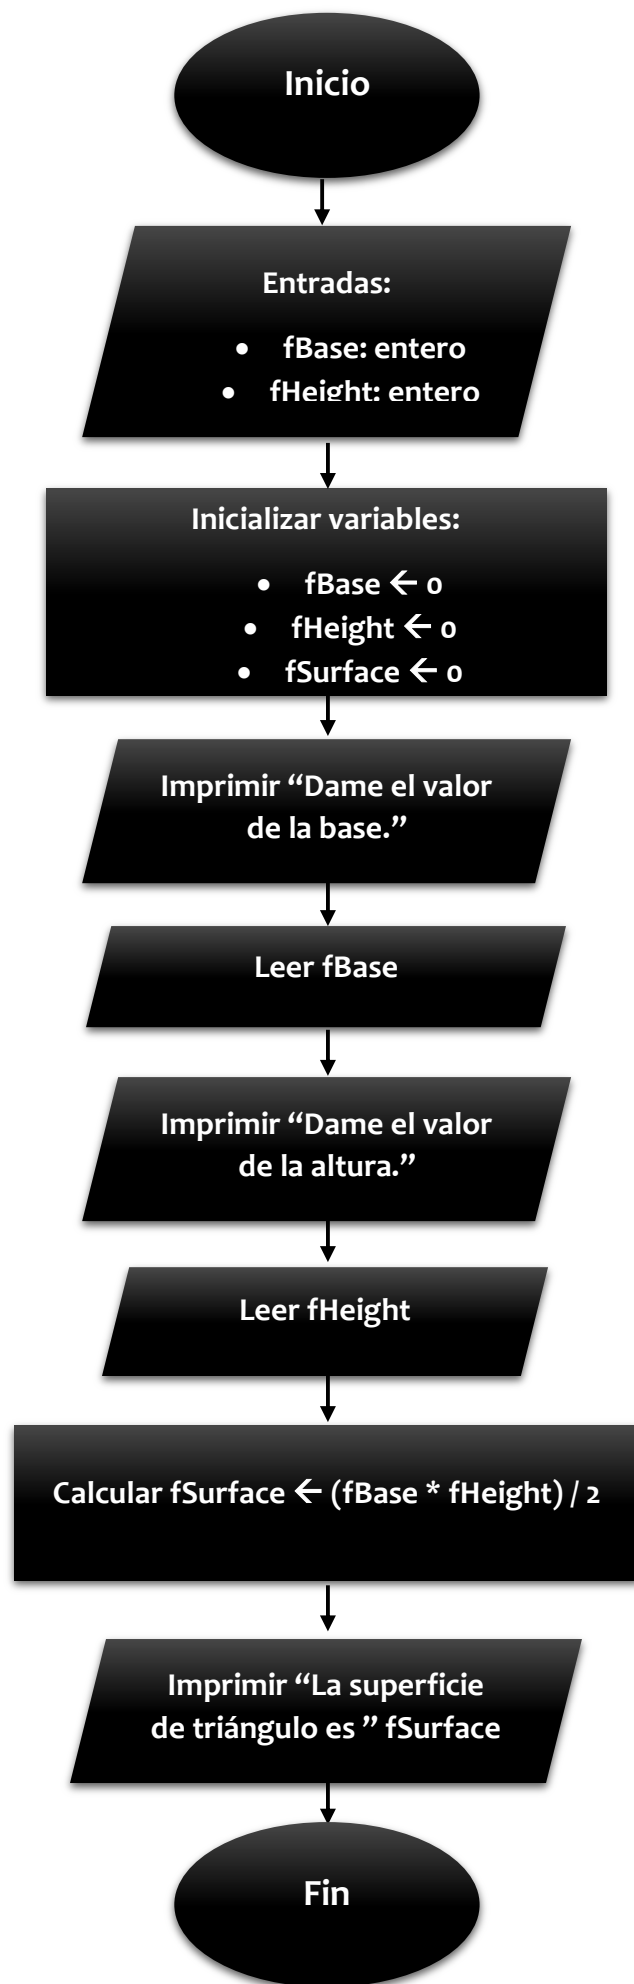 Inicio
Entradas:
• fBase: entero
• fHeight: entero
Inicializar variables:
• fBase ← 0
• fHeight ← 0
• fSurface ← 0
Imprimir “Dame el valor
de la base.”
Leer fBase
Imprimir “Dame el valor
de la altura.”
Leer fHeight
Calcular fSurface ← (fBase * fHeight) / 2
Imprimir “La superficie
de triángulo es ” fSurface
Fin